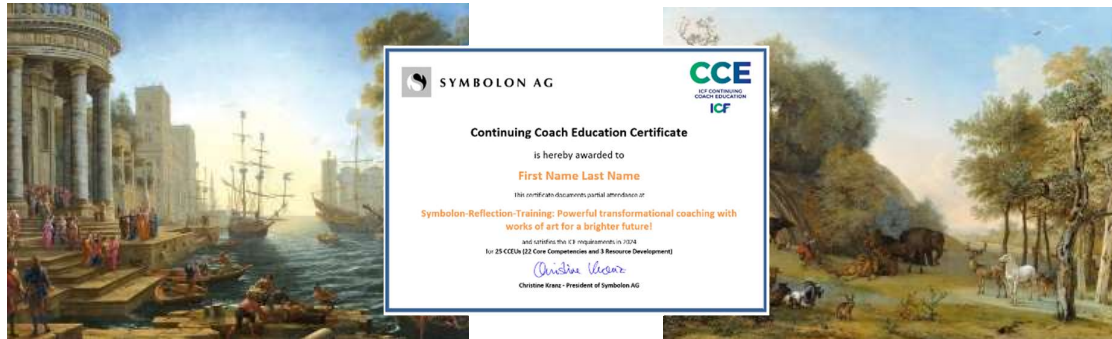 SYMBOLON AG
CCE
ICF CONTINUING
COACH EDUCATION
ICF
Continuing Coach Education Certificate
is hereby awarded to
First Name Last Name
This certificate documents partial attendance at
Symbolon-Reflection-Training: Powerful transformational coaching with
works of art for a brighter future!
and satisfies the ICF requirements in 2024
for 25 CCEUs (22 Core Competencies and 3 Resource Development)
Christine Kranz
Christine Kranz - President of Symbolon AG